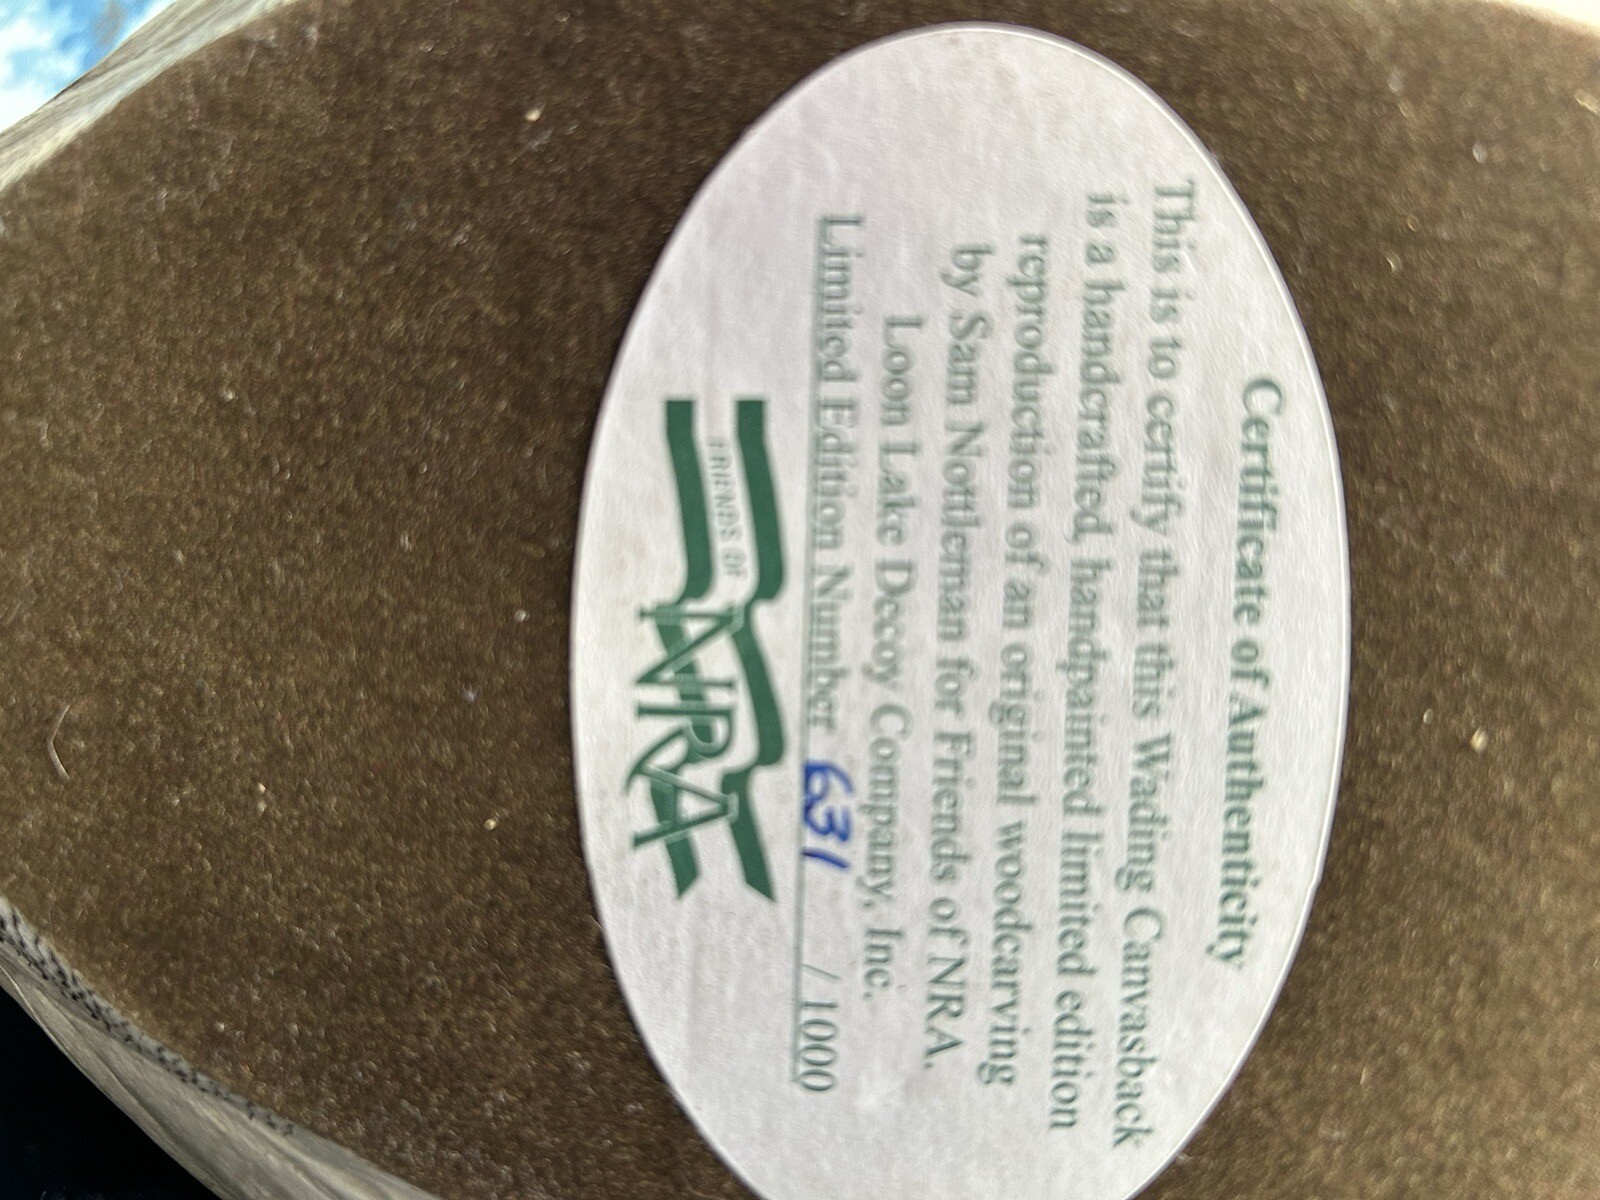 Certificate of Authenticity
This is to certify that this Wading Canvasback
is a handcrafted, handpainted limited edition
reproduction of an original woodcarving
by Sam Nottleman for Friends of NRA.
Loon Lake Decoy Company, Inc.
Limited Edition Number 631 / 1000
FRIENDS OF
NRA